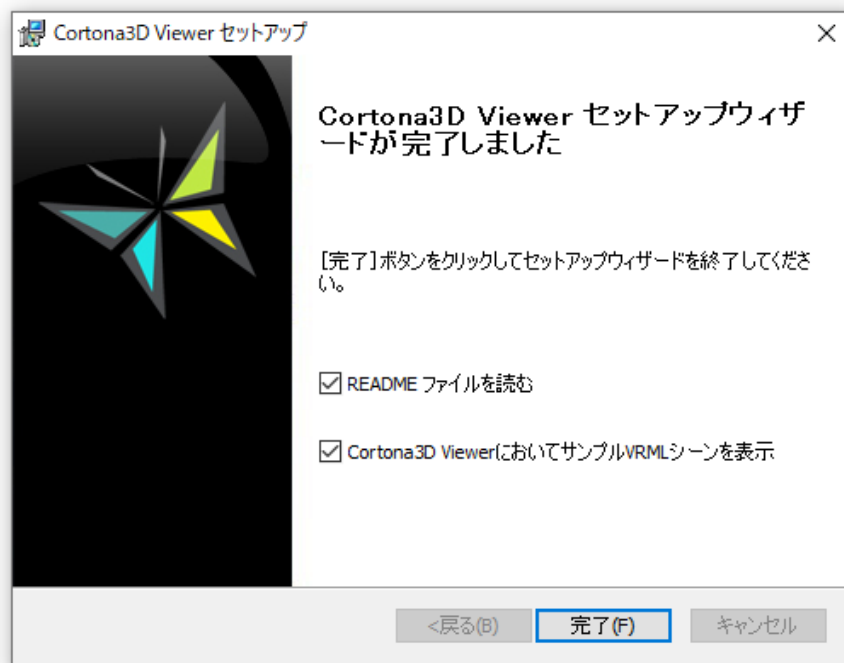 Cortona3D Viewer セットアップ
Cortona3D Viewer セットアップウィザ
ードが完了しました
[完了]ボタンをクリックしてセットアップウィザードを終了してくださ
い。
README ファイルを読む
Cortona3D ViewerにおいてサンプルVRMLシーンを表示
<戻る(B)
完了(F)
キャンセル